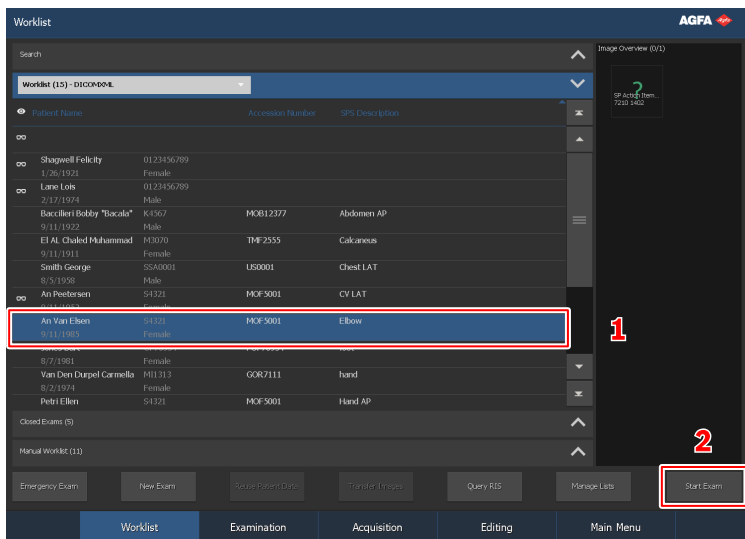 Worklist
AGFA
Search
Image Overview (0/1)
Worklist (15) - DICOMXML
?
SP Action Item...
7210 1402
Patient Name Accession Number SPS Description
Shagwell Felicity 0123456789
1/26/1921 Female
Lane Lois 0123456789
2/17/1974 Male
Baccilieri Bobby "Bacala" K4567 MOB12377 Abdomen AP
9/11/1922 Male
El AL Chaled Muhammad M3070 TMF2555 Calcaneus
9/11/1911 Female
Smith George SSA0001 US0001 Chest LAT
8/5/1958 Male
An Peetersen S4321 MOF5001 CV LAT
An Van Elsen S4321 MOF5001 Elbow
9/11/1985 Female
1
8/7/1981 Female
Van Den Durpel Carmella MI1313 GOR7111 hand
8/2/1974 Female
Petri Ellen S4321 MOF5001 Hand AP
Closed Exams (5)
Manual Worklist (11)
2
Emergency Exam New Exam Reuse Patient Data Transfer Images Query RIS Manage Lists Start Exam
Worklist Examination Acquisition Editing Main Menu